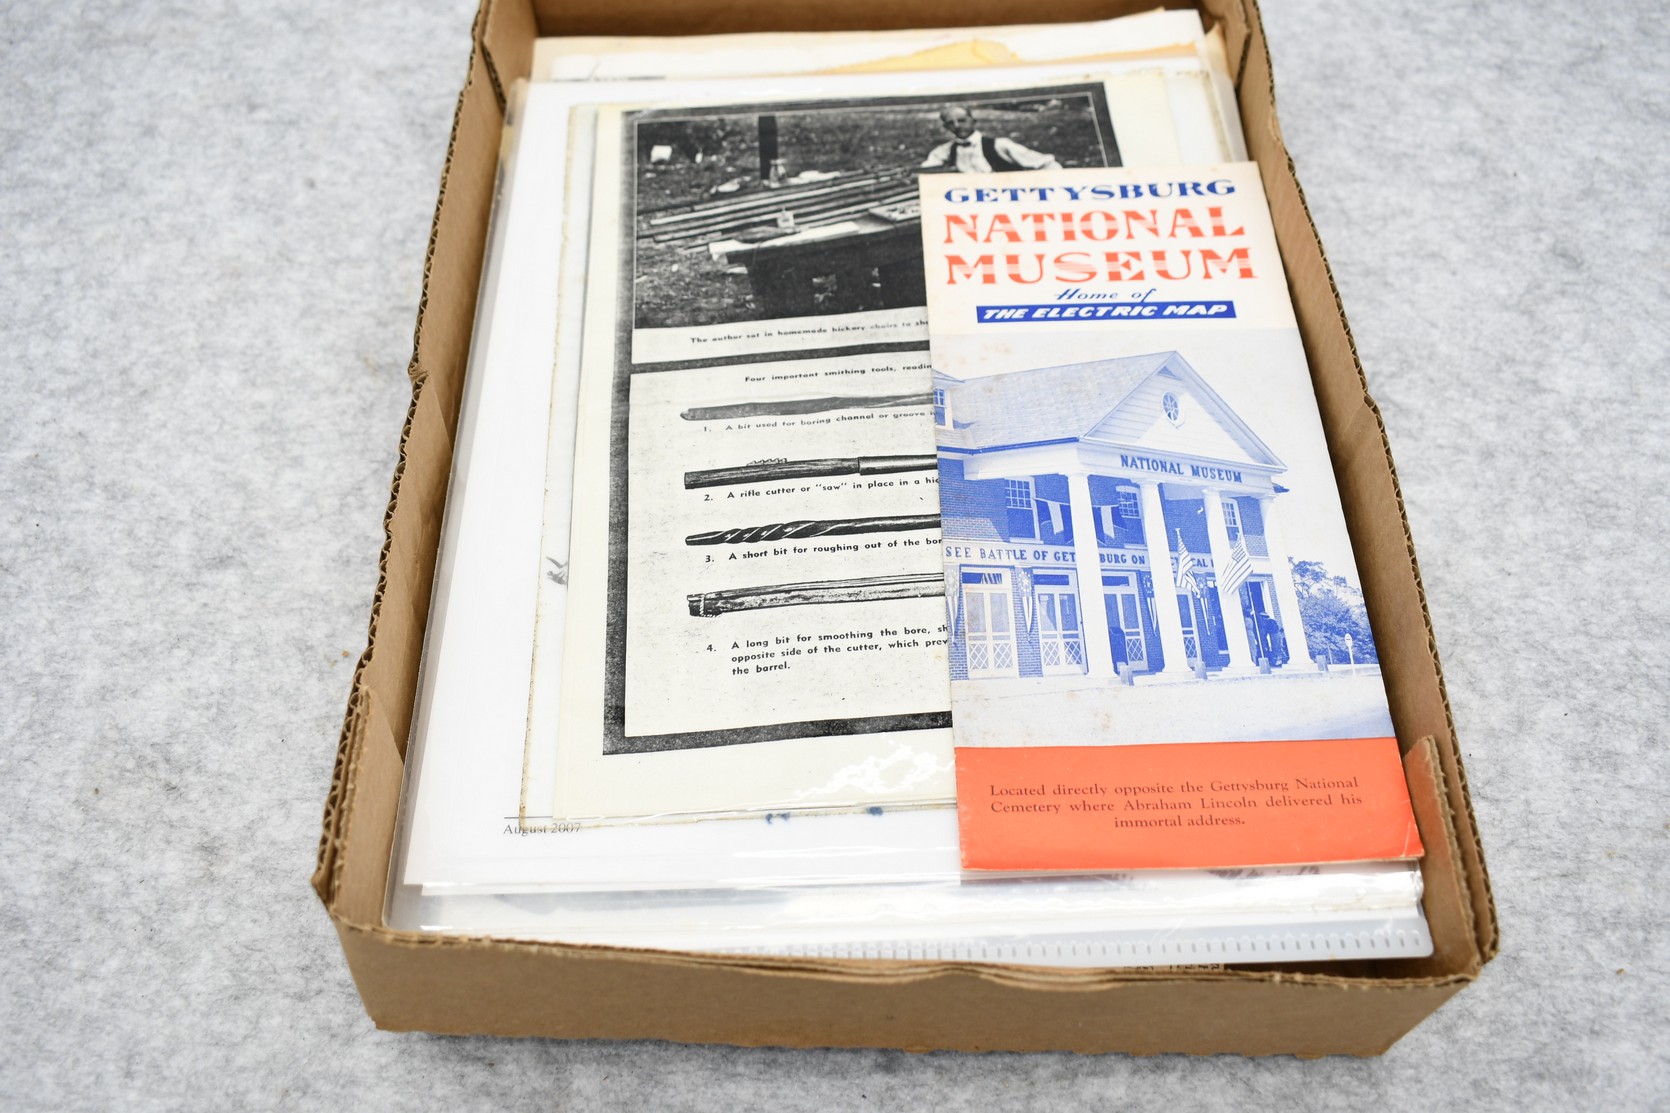 The author sat in homemade hickory chairs to
Four important smithing tools,
1. A bit used for boring channel or groove
2. A rifle cutter or "saw" in place in a
3. A short bit for roughing out of the
4. A long bit for smoothing the bore,
opposite side of the cutter, which
the barrel.
August 2007
GETTYSBURG
NATIONAL
MUSEUM
Home of
THE ELECTRIC MAP
NATIONAL MUSEUM
SEE BATTLE OF GETTYSBURG ON
Located directly opposite the Gettysburg National
Cemetery where Abraham Lincoln delivered his
immortal address.